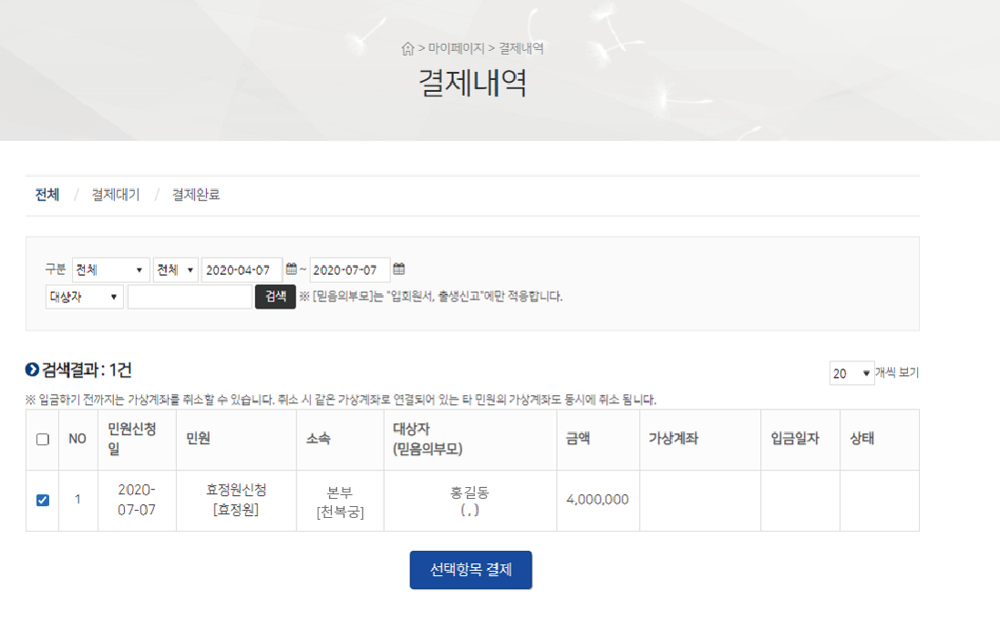 > 마이페이지 > 결제내역
결제내역
전체 / 결제대기 / 결제완료
구분 전체 전체 2020-04-07 ~ 2020-07-07
대상자 검색 ※ [믿음의부모]는 "입회원서, 출생신고"에만 적용합니다.
검색결과 : 1건
20 개씩 보기
※ 입금하기 전까지는 가상계좌를 취소할 수 있습니다. 취소 시 같은 가상계좌로 연결되어 있는 타 민원의 가상계좌도 동시에 취소 됩니다.
NO 민원신청일 민원 소속 대상자 (믿음의부모) 금액 가상계좌 입금일자 상태
1 2020-07-07 효정원신청 [효정원] 본부 [천복궁] 홍길동 ( , ) 4,000,000
선택항목 결제